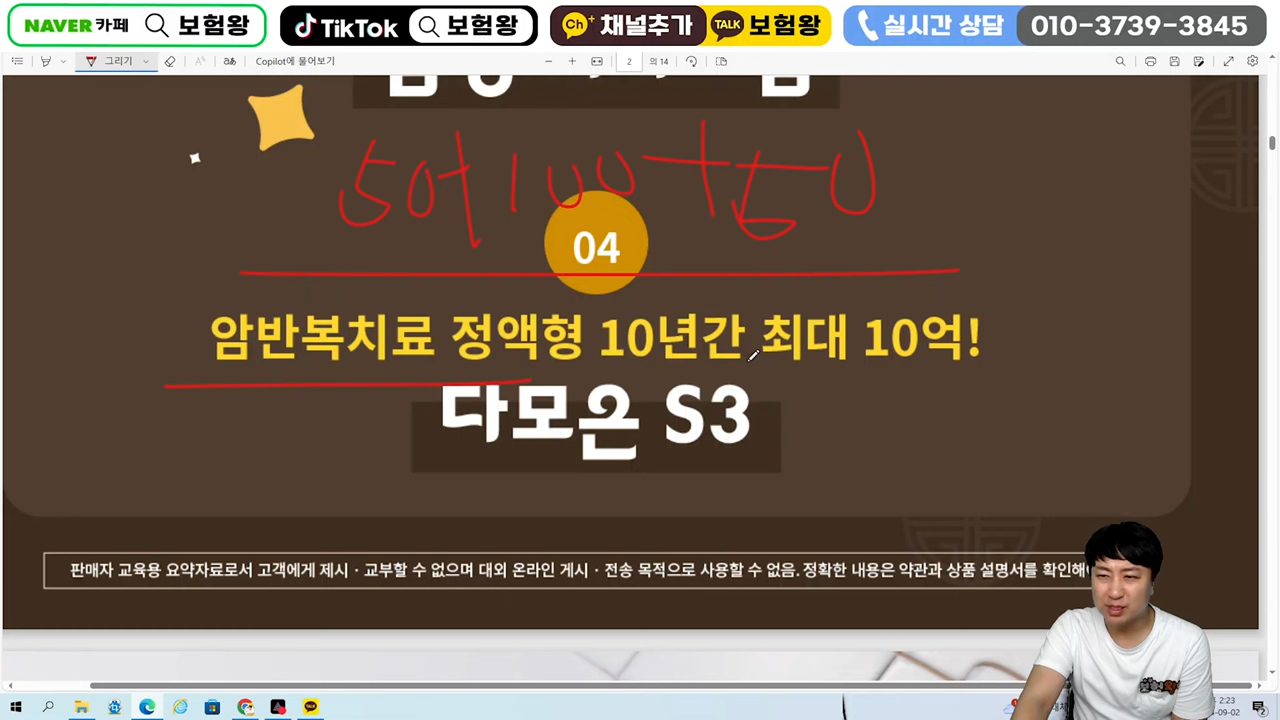 NAVER 카페 보험왕 TikTok 보험왕 Ch+ 채널추가 TALK 보험왕 실시간 상담 010-3739-3845
그리기 Copilot에 물어보기 2 의 14
04
암반복치료 정액형 10년간 최대 10억!
다모은 S3
판매자 교육용 요약자료로서 고객에게 제시 · 교부할 수 없으며 대외 온라인 게시 · 전송 목적으로 사용할 수 없음. 정확한 내용은 약관과 상품 설명서를 확인해
2:23
-09-02